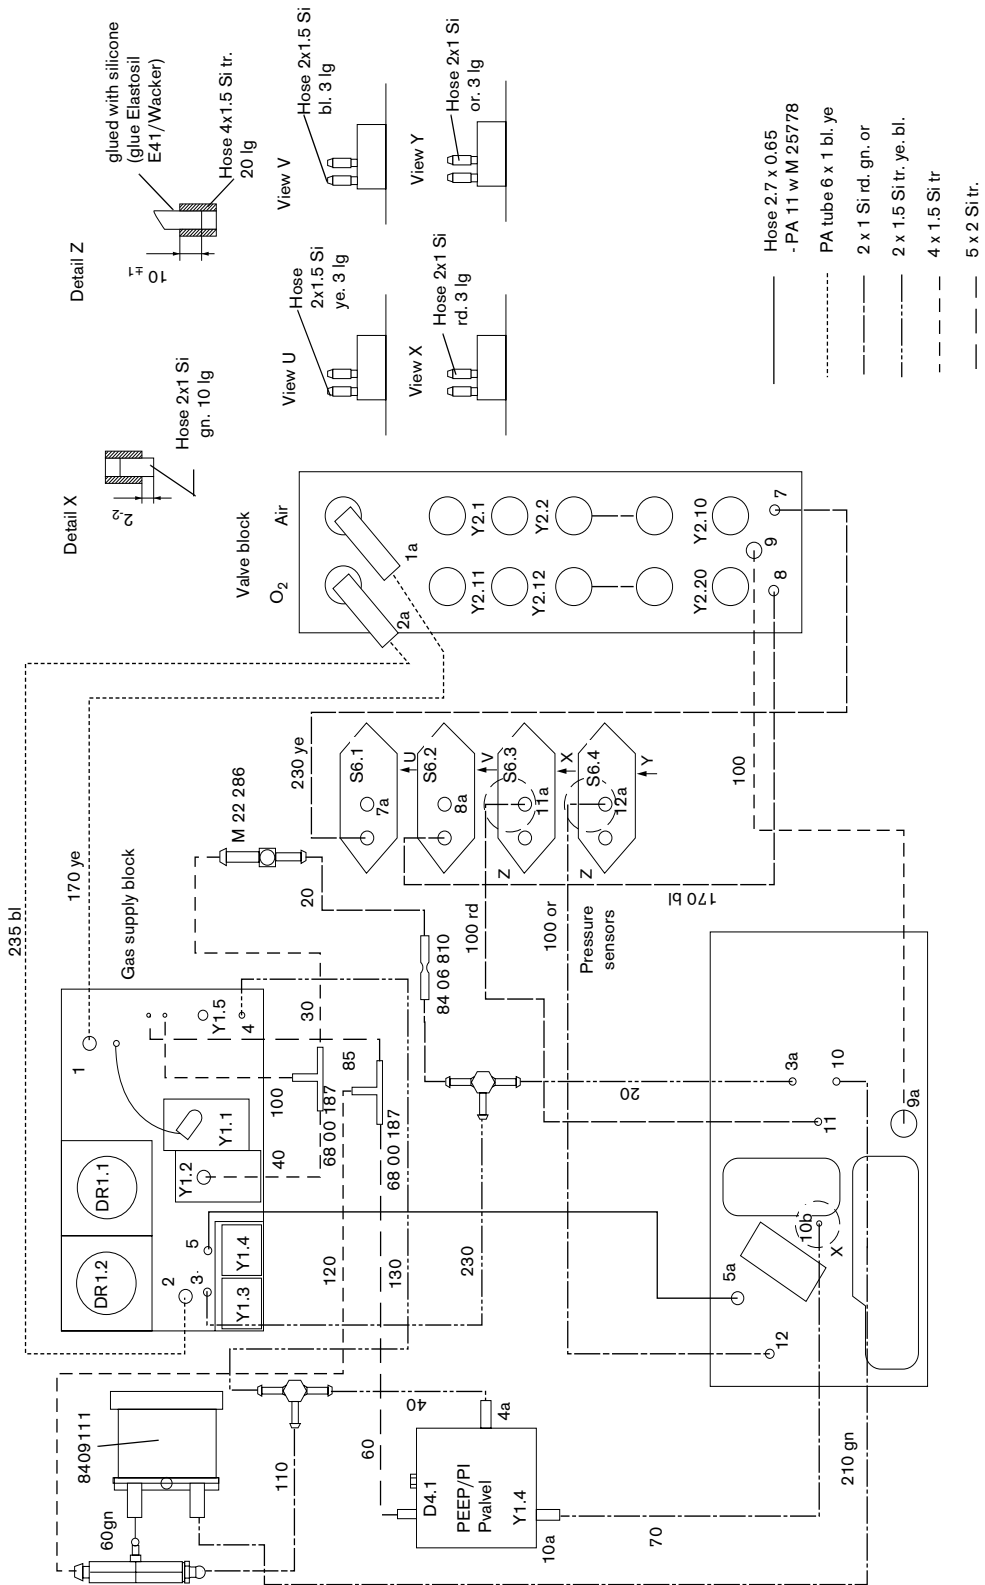 Detail X
2-2
Hose 2x1 Si
gn. 10 lg
Detail Z
10 ±1
glued with silicone
(glue Elastosil
E41/Wacker)
Hose 4x1.5 Si tr.
20 lg
View U
Hose
2x1.5 Si
ye. 3 lg
View V
Hose 2x1.5 Si
bl. 3 lg
View X
Hose 2x1 Si
rd. 3 lg
View Y
Hose 2x1 Si
or. 3 lg
Hose 2.7 x 0.65
- PA 11 w M 25778
PA tube 6 x 1 bl. ye
2 x 1 Si rd. gn. or
2 x 1.5 Si tr. ye. bl.
4 x 1.5 Si tr
5 x 2 Si tr.
Valve block
O2
Air
2a
1a
Y2.11
Y2.1
Y2.12
Y2.2
Y2.20
Y2.10
8
9
7
235 bl
170 ye
230 ye
Gas supply block
M 22 286
S6.1
7a
U
S6.2
8a
V
S6.3
11a
X
S6.4
12a
Y
Z
Z
100 rd
100 or
Pressure
sensors
170 bl
100
20
84 06 810
DR1.2
DR1.1
1
2
3
5
Y1.3
Y1.4
Y1.2
Y1.1
Y1.5
4
40
100
30
68 00 187
85
68 00 187
120
130
230
20
8409111
60gn
110
40
60
4a
D4.1
PEEP/PI
Pvalvel
Y1.4
10a
70
210 gn
12
5a
10b
X
11
3a
10
9a